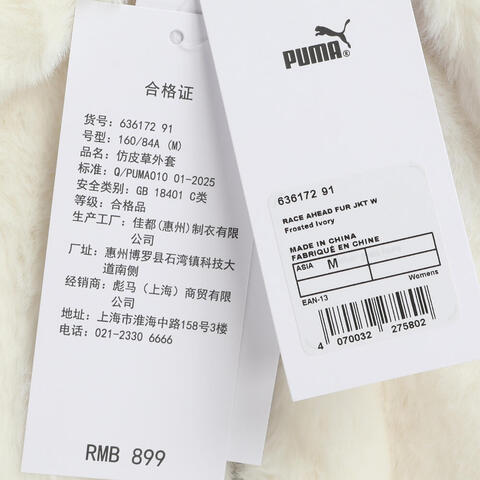 合格证
货号: 636172 91
号型: 160/84A (M)
品名: 仿皮草外套
标准: Q/PUMA010 01-2025
安全类别: GB 18401 C类
等级: 合格品
生产工厂: 佳都(惠州)制衣有限
公司
厂址: 惠州博罗县石湾镇科技大
道南侧
经销商: 彪马（上海）商贸有限
公司
地址: 上海市淮海中路158号3楼
电话: 021-2330 6666
RMB 899
PUMA®
636172 91
RACE AHEAD FUR JKT W
Frosted Ivory
MADE IN CHINA
FABRIQUÉ EN CHINE
ASIA M
Womens
EAN-13
4 070032 275802